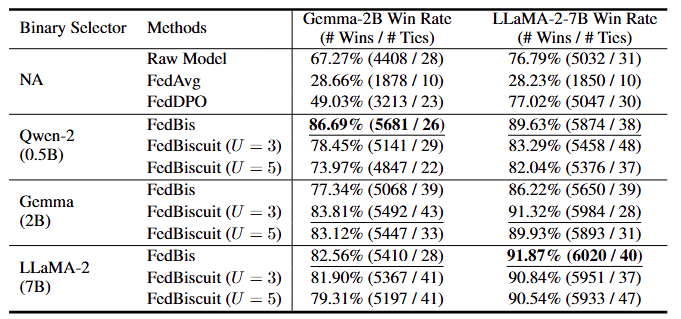 Binary Selector Methods Gemma-2B Win Rate LLaMA-2-7B Win Rate
(# Wins / # Ties) (# Wins / # Ties)
NA Raw Model 67.27% (4408 / 28) 76.79% (5032 / 31)
FedAvg 28.66% (1878 / 10) 28.23% (1850 / 10)
FedDPO 49.03% (3213 / 23) 77.02% (5047 / 30)
Qwen-2 (0.5B) FedBis 86.69% (5681 / 26) 89.63% (5874 / 38)
FedBiscuit (U = 3) 78.45% (5141 / 29) 83.29% (5458 / 48)
FedBiscuit (U = 5) 73.97% (4847 / 22) 82.04% (5376 / 37)
Gemma (2B) FedBis 77.34% (5068 / 39) 86.22% (5650 / 39)
FedBiscuit (U = 3) 83.81% (5492 / 43) 91.32% (5984 / 28)
FedBiscuit (U = 5) 83.12% (5447 / 33) 89.93% (5893 / 31)
LLaMA-2 (7B) FedBis 82.56% (5410 / 28) 91.87% (6020 / 40)
FedBiscuit (U = 3) 81.90% (5367 / 41) 90.84% (5951 / 37)
FedBiscuit (U = 5) 79.31% (5197 / 41) 90.54% (5933 / 47)